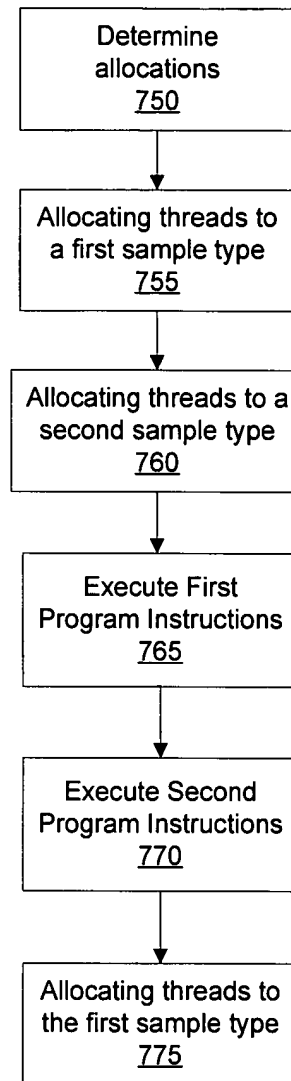 Determine
allocations
750
Allocating threads to
a first sample type
755
Allocating threads to a
second sample type
760
Execute First
Program Instructions
765
Execute Second
Program Instructions
770
Allocating threads to
the first sample type
775